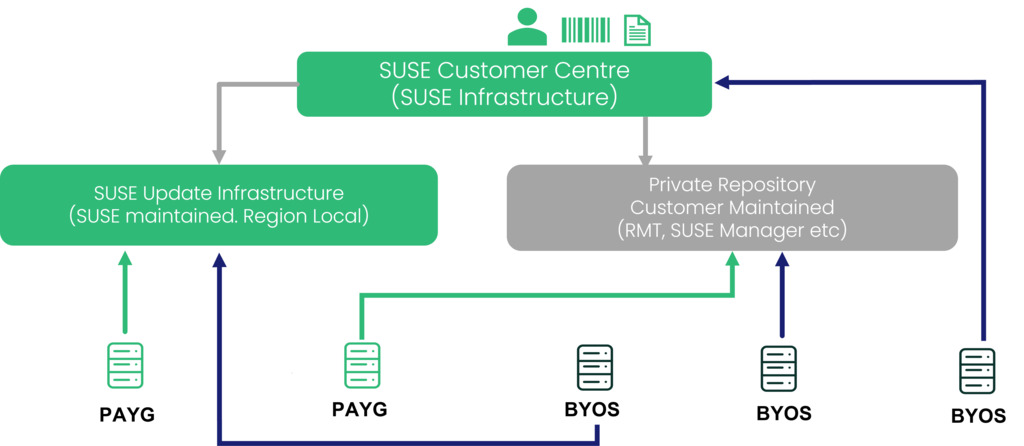 SUSE Customer Centre
(SUSE Infrastructure)
SUSE Update Infrastructure
(SUSE maintained. Region Local)
Private Repository
Customer Maintained
(RMT, SUSE Manager etc)
PAYG
PAYG
BYOS
BYOS
BYOS